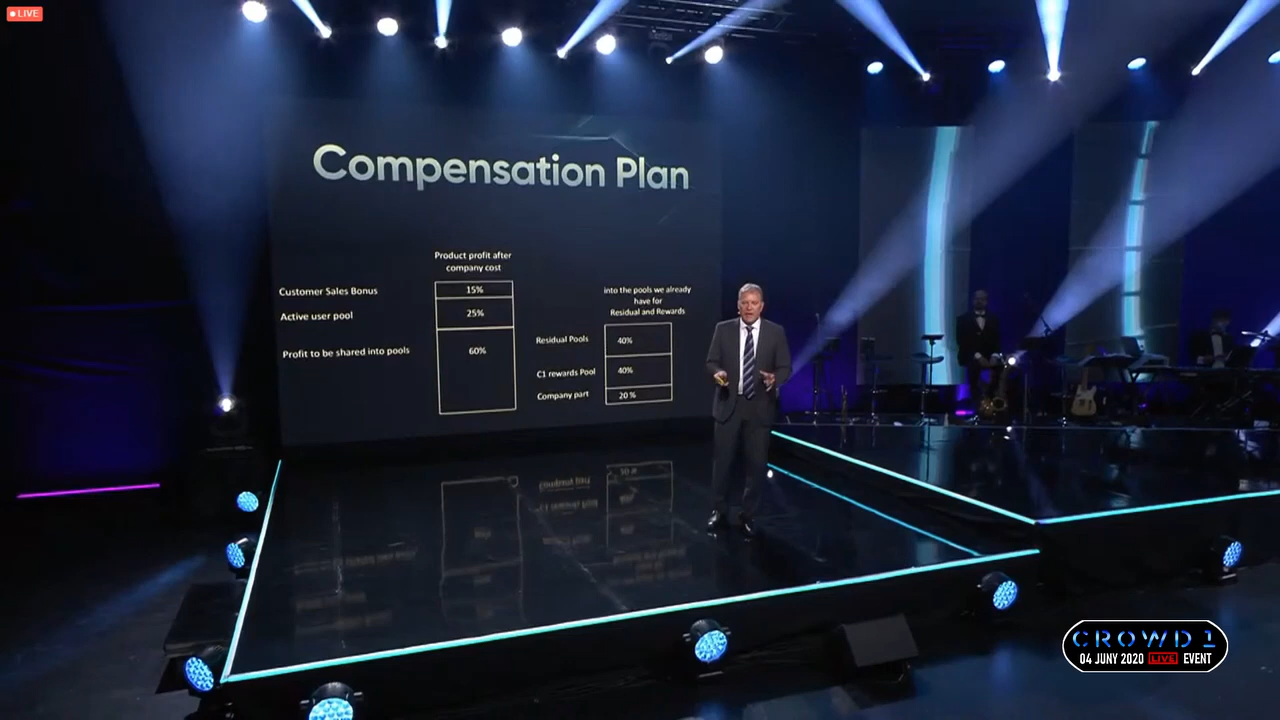 LIVE
Compensation Plan
Product profit after
company cost
Customer Sales Bonus
15%
Active user pool
25%
Profit to be shared into pools
60%
into the pools we already
have for
Residual and Rewards
Residual Pools
40%
C1 rewards Pool
40%
Company part
20 %
CROWD 1
04 JUNY 2020 LIVE EVENT